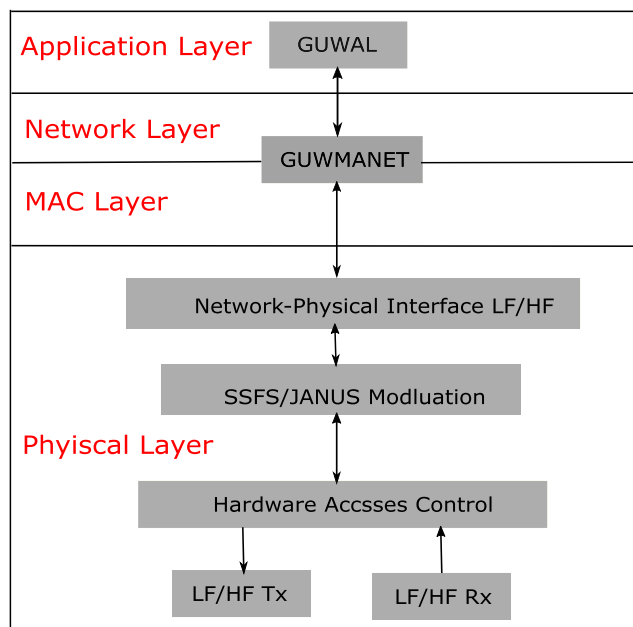 Application Layer
GUWAL
Network Layer
GUWMANET
MAC Layer
Network-Physical Interface LF/HF
SSFS/JANUS Modluation
Phyiscal Layer
Hardware Accsses Control
LF/HF Tx
LF/HF Rx